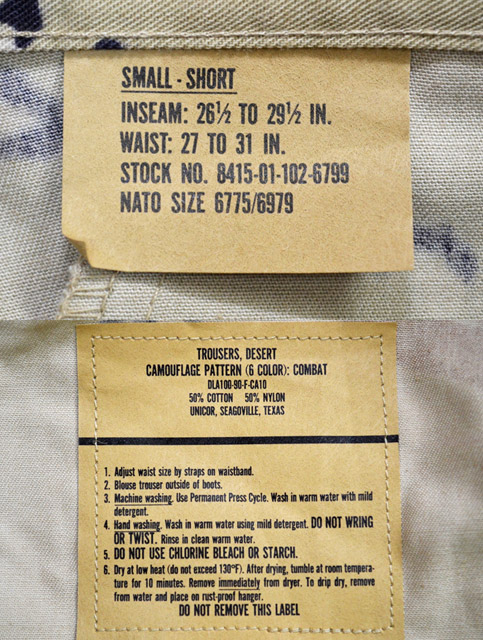 SMALL - SHORT
INSEAM: 26½ TO 29½ IN.
WAIST: 27 TO 31 IN.
STOCK NO. 8415-01-102-6799
NATO SIZE 6775/6979
TROUSERS, DESERT
CAMOUFLAGE PATTERN (6 COLOR): COMBAT
DLA100-90-F-CA10
50% COTTON 50% NYLON
UNICOR, SEAGOVILLE, TEXAS
1. Adjust waist size by straps on waistband.
2. Blouse trouser outside of boots.
3. Machine washing. Use Permanent Press Cycle. Wash in warm water with mild
detergent.
4. Hand washing. Wash in warm water using mild detergent. DO NOT WRING
OR TWIST. Rinse in clean warm water.
5. DO NOT USE CHLORINE BLEACH OR STARCH.
6. Dry at low heat (do not exceed 130°F). After drying, tumble at room tempera-
ture for 10 minutes. Remove immediately from dryer. To drip dry, remove
from water and place on rust-proof hanger.
DO NOT REMOVE THIS LABEL